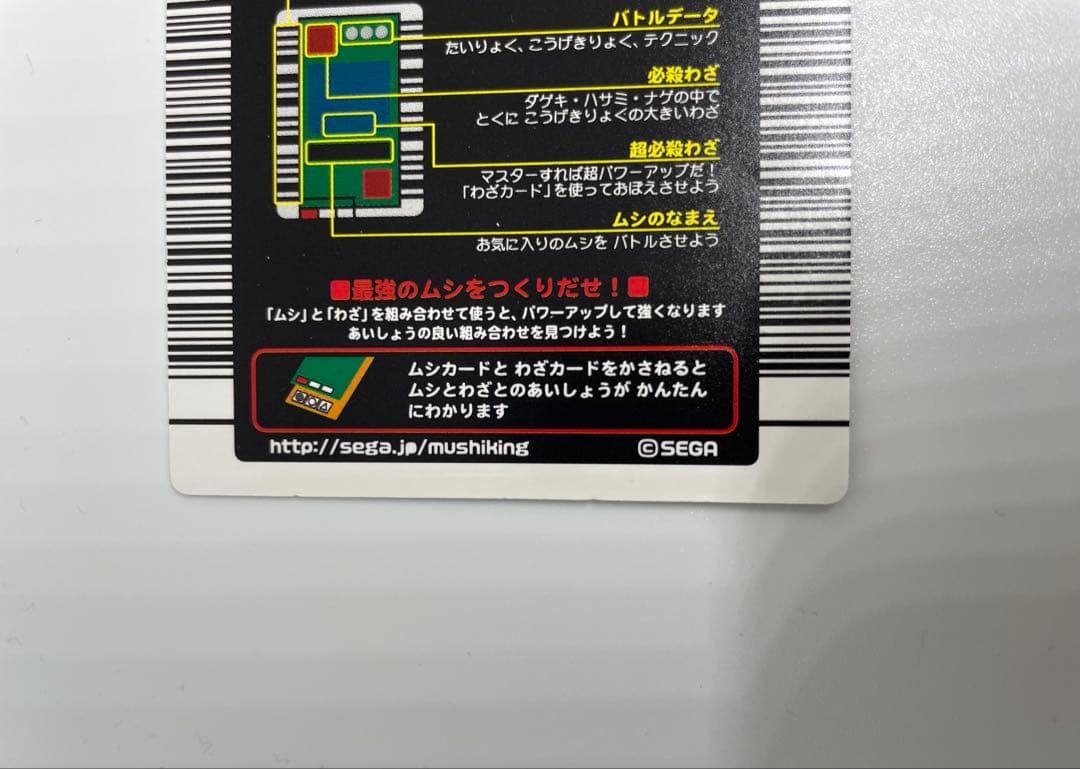 バトルデータ
たいりょく、こうげきりょく、テクニック
必殺わざ
ダゲキ・ハサミ・ナゲの中で
とくに こうげきりょくの大きいわざ
超必殺わざ
マスターすれば超パワーアップだ！
「わざカード」を使っておぼえさせよう
ムシのなまえ
お気に入りのムシを バトルさせよう
■最強のムシをつくりだせ！■
「ムシ」と「わざ」を組み合わせて使うと、パワーアップして強くなります
あいしょうの良い組み合わせを見つけよう！
ムシカードと わざカードをかさねると
ムシとわざとのあいしょうが かんたん
にわかります
http://sega.jp/mushiking
©SEGA